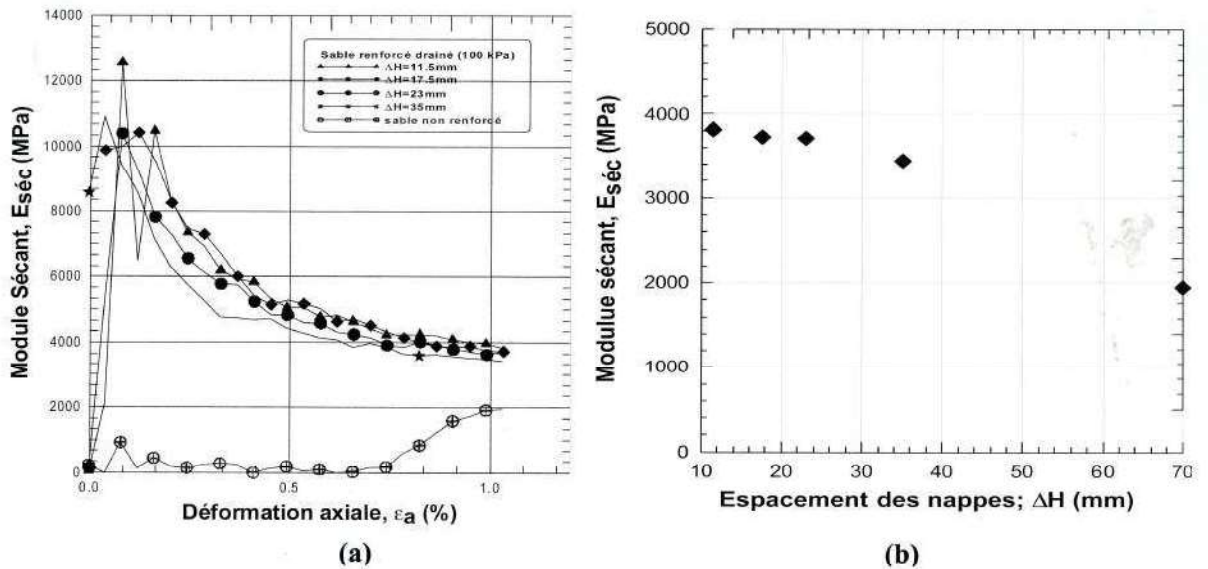 14000
12000
10000
8000
6000
4000
2000
0
0.0
0.5
1.0
Module Sécant, Eséc (MPa)
Déformation axiale, εa (%)
Sable renforcé drainé (100 kPa)
ΔH=11.5mm
ΔH=17.5mm
ΔH=23mm
ΔH=35mm
sable non renforcé
(a)
5000
4000
3000
2000
1000
0
10
20
30
40
50
60
70
Modulue sécant, Eséc (MPa)
Espacement des nappes; ΔH (mm)
(b)